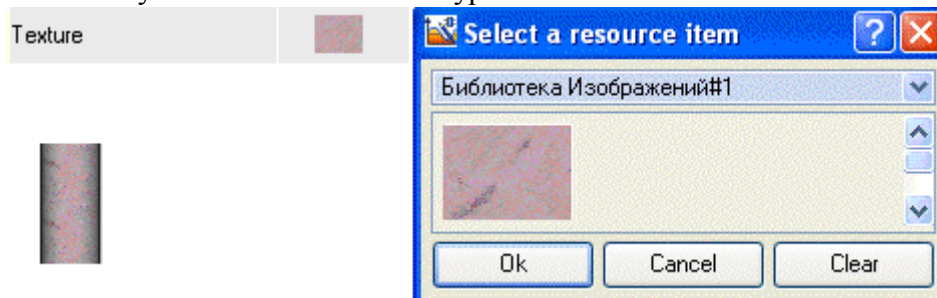 Texture
Select a resource item
Библиотека Изображений#1
Ok
Cancel
Clear